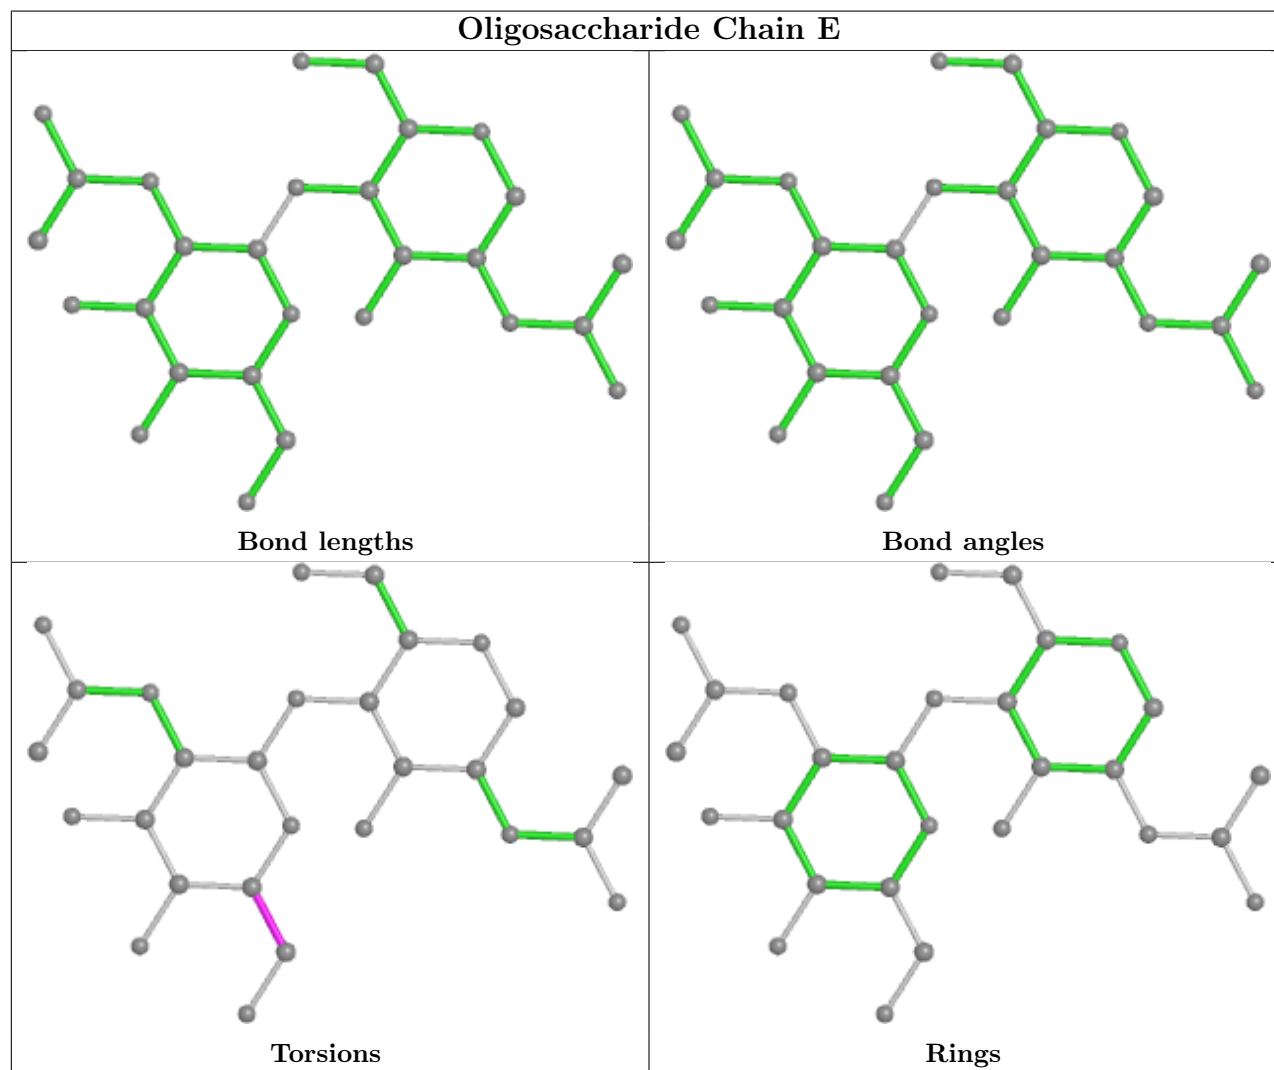 Oligosaccharide Chain E
Bond lengths
Bond angles
Torsions
Rings